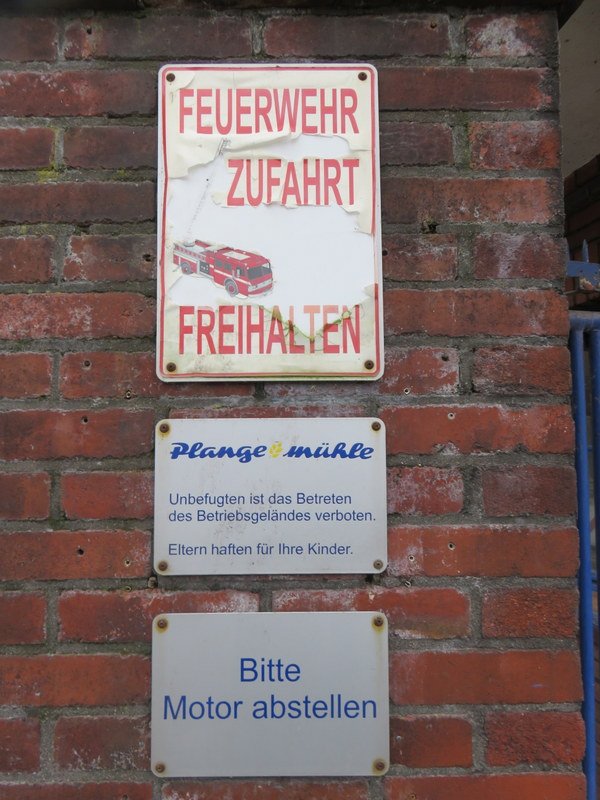 FEUERWEHR
ZUFAHRT
FREIHALTEN
Plange mühle
Unbefugten ist das Betreten
des Betriebsgeländes verboten.
Eltern haften für Ihre Kinder.
Bitte
Motor abstellen